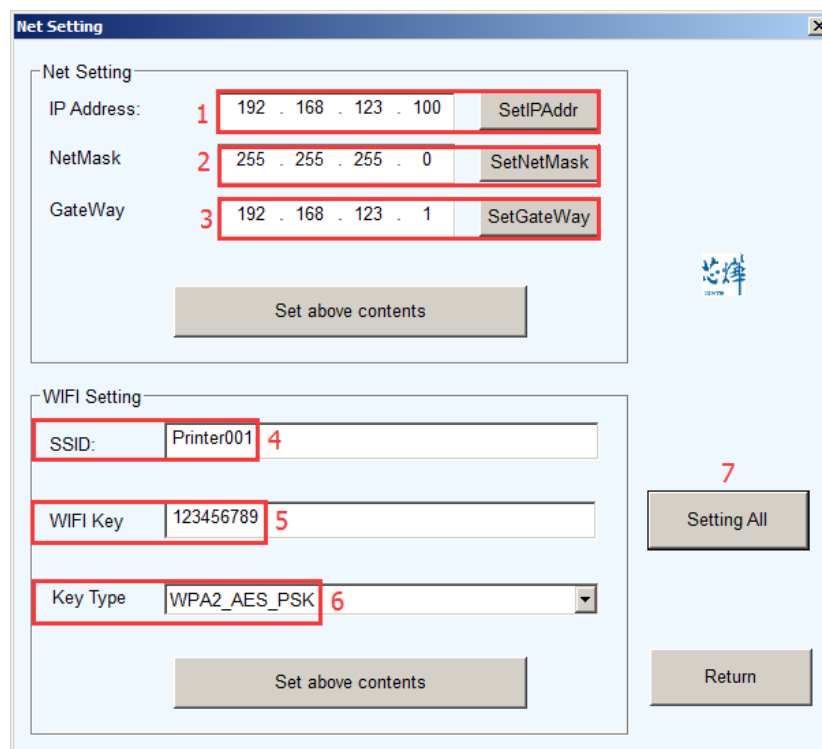 Net Setting
Net Setting
IP Address: 1 192 . 168 . 123 . 100 SetIPAddr
NetMask 2 255 . 255 . 255 . 0 SetNetMask
GateWay 3 192 . 168 . 123 . 1 SetGateWay
芯烨
Set above contents
WIFI Setting
SSID: Printer001 4
7
WIFI Key 123456789 5 Setting All
Key Type WPA2_AES_PSK 6
Set above contents Return